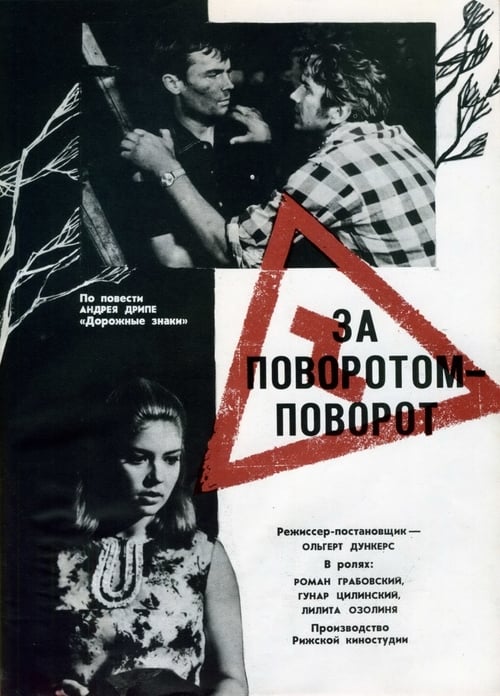 По повести
АНДРЕЯ ДРИПЕ
«Дорожные знаки»
ЗА
ПОВОРОТОМ—
ПОВОРОТ
Режиссер-постановщик—
ОЛЬГЕРТ ДУНКЕРС
В ролях:
РОМАН ГРАБОВСКИЙ,
ГУНАР ЦИЛИНСКИЙ,
ЛИЛИТА ОЗОЛИНЯ
Производство
Рижской киностудии